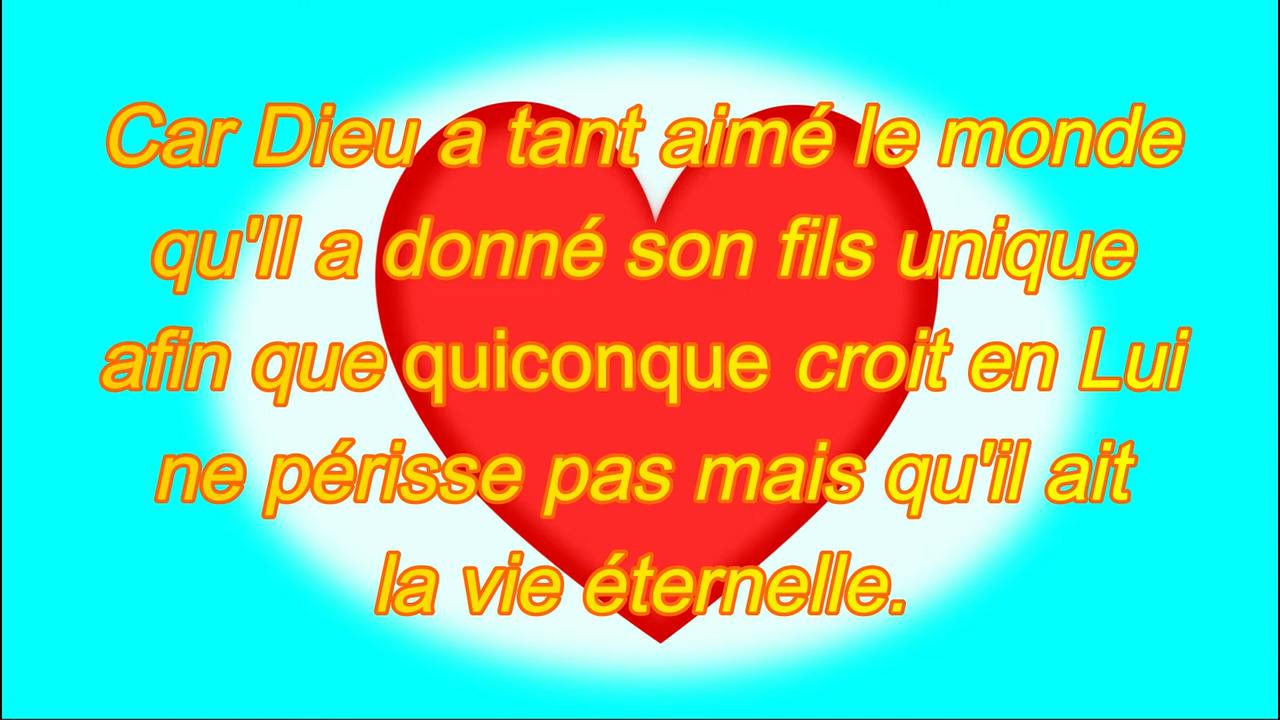 Car Dieu a tant aimé le monde
qu'Il a donné son fils unique
afin que quiconque croit en Lui
ne périsse pas mais qu'il ait
la vie éternelle.